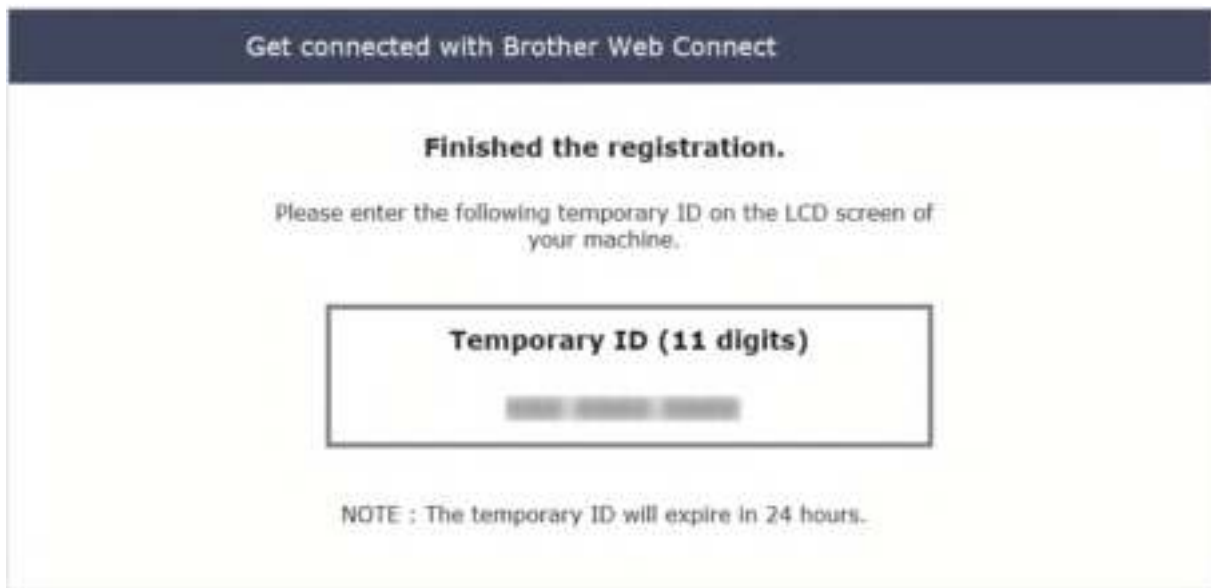 Get connected with Brother Web Connect
Finished the registration.
Please enter the following temporary ID on the LCD screen of
your machine.
Temporary ID (11 digits)
NOTE : The temporary ID will expire in 24 hours.